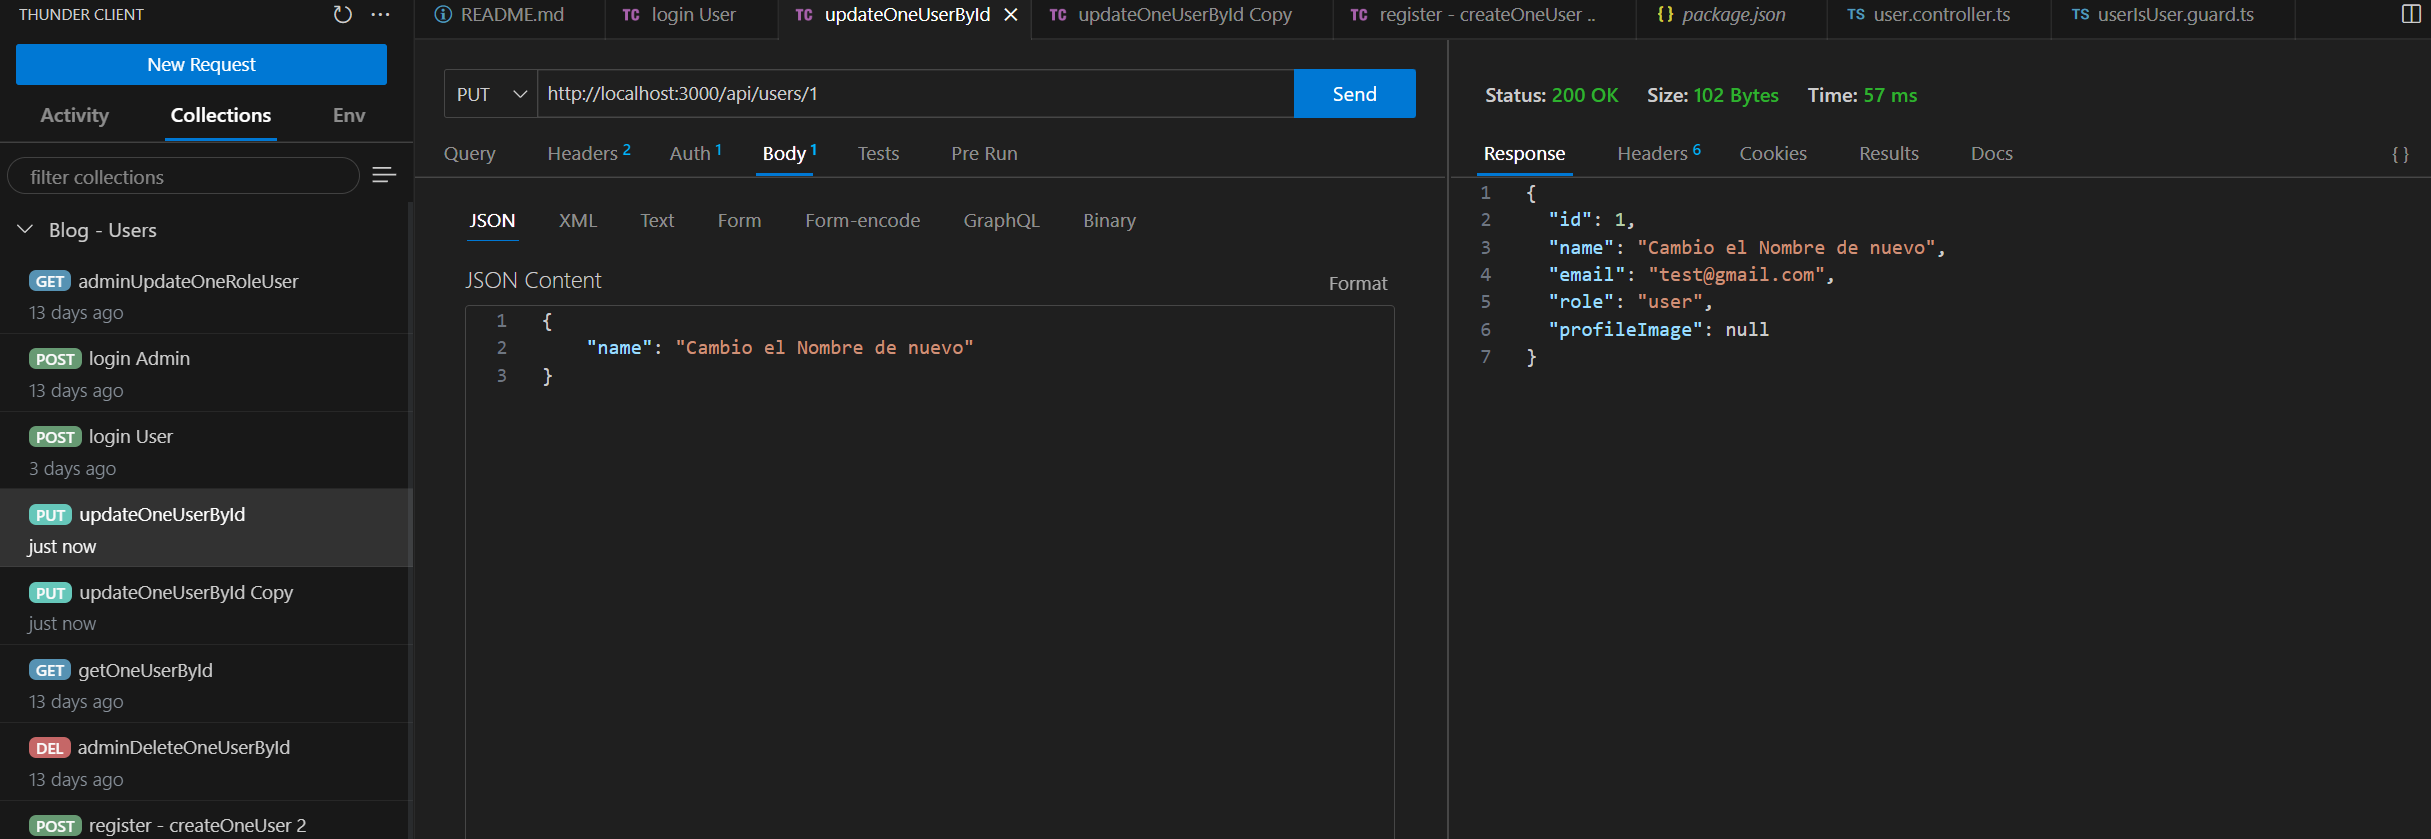 THUNDER CLIENT
New Request
Activity Collections Env
filter collections
Blog - Users
GET adminUpdateOneRoleUser
13 days ago
POST login Admin
13 days ago
POST login User
3 days ago
PUT updateOneUserById
just now
PUT updateOneUserById Copy
just now
GET getOneUserById
13 days ago
DEL adminDeleteOneUserById
13 days ago
POST register - createOneUser 2
README.md TC login User TC updateOneUserById TC updateOneUserById Copy TC register - createOneUser .. {} package.json TS user.controller.ts TS userIsUser.guard.ts
PUT http://localhost:3000/api/users/1 Send
Query Headers 2 Auth 1 Body 1 Tests Pre Run
JSON XML Text Form Form-encode GraphQL Binary
JSON Content Format
1 {
2 "name": "Cambio el Nombre de nuevo"
3 }
Status: 200 OK Size: 102 Bytes Time: 57 ms
Response Headers 6 Cookies Results Docs {}
1 {
2 "id": 1,
3 "name": "Cambio el Nombre de nuevo",
4 "email": "test@gmail.com",
5 "role": "user",
6 "profileImage": null
7 }